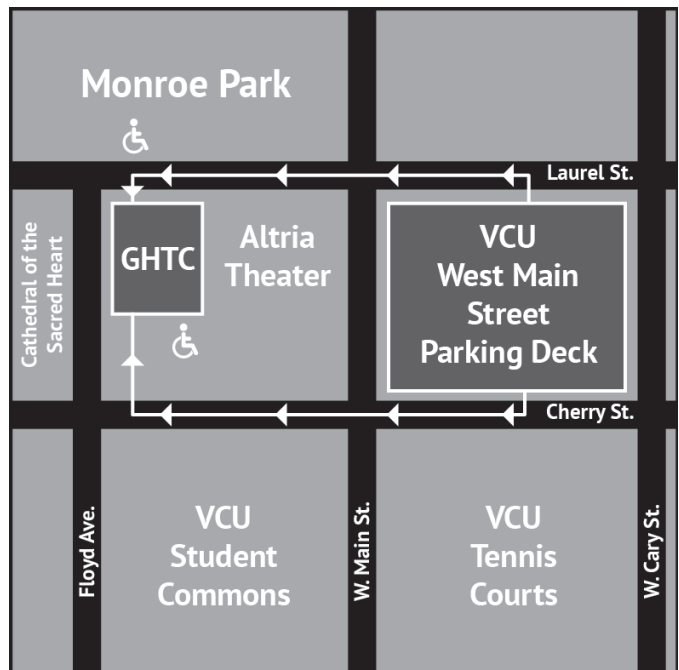 Monroe Park
Laurel St.
Cathedral of the
Sacred Heart
GHTC
Altria
Theater
VCU
West Main
Street
Parking Deck
Cherry St.
Floyd Ave.
VCU
Student
Commons
W. Main St.
VCU
Tennis
Courts
W. Cary St.